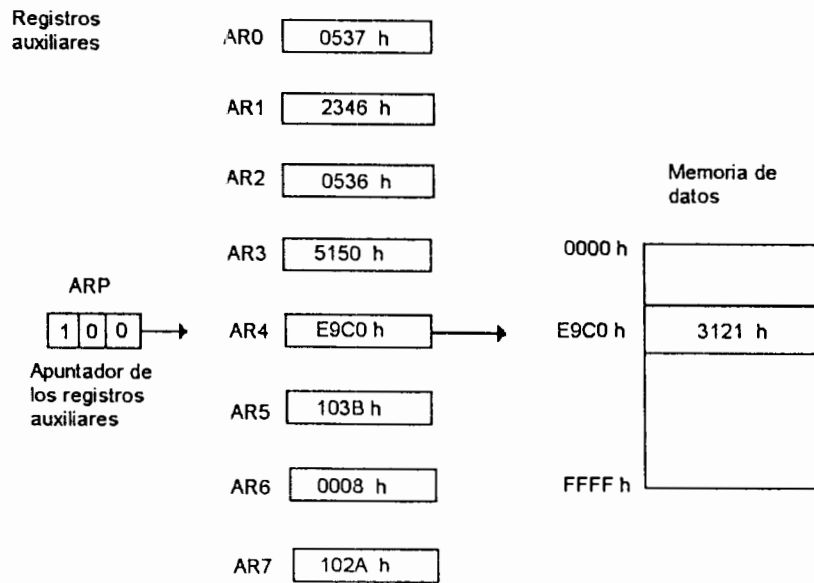 Registros
auxiliares
AR0 0537 h
AR1 2346 h
AR2 0536 h
Memoria de
datos
AR3 5150 h
0000 h
ARP
1 0 0
AR4 E9C0 h
E9C0 h 3121 h
Apuntador de
los registros
auxiliares
AR5 103B h
AR6 0008 h
FFFF h
AR7 102A h